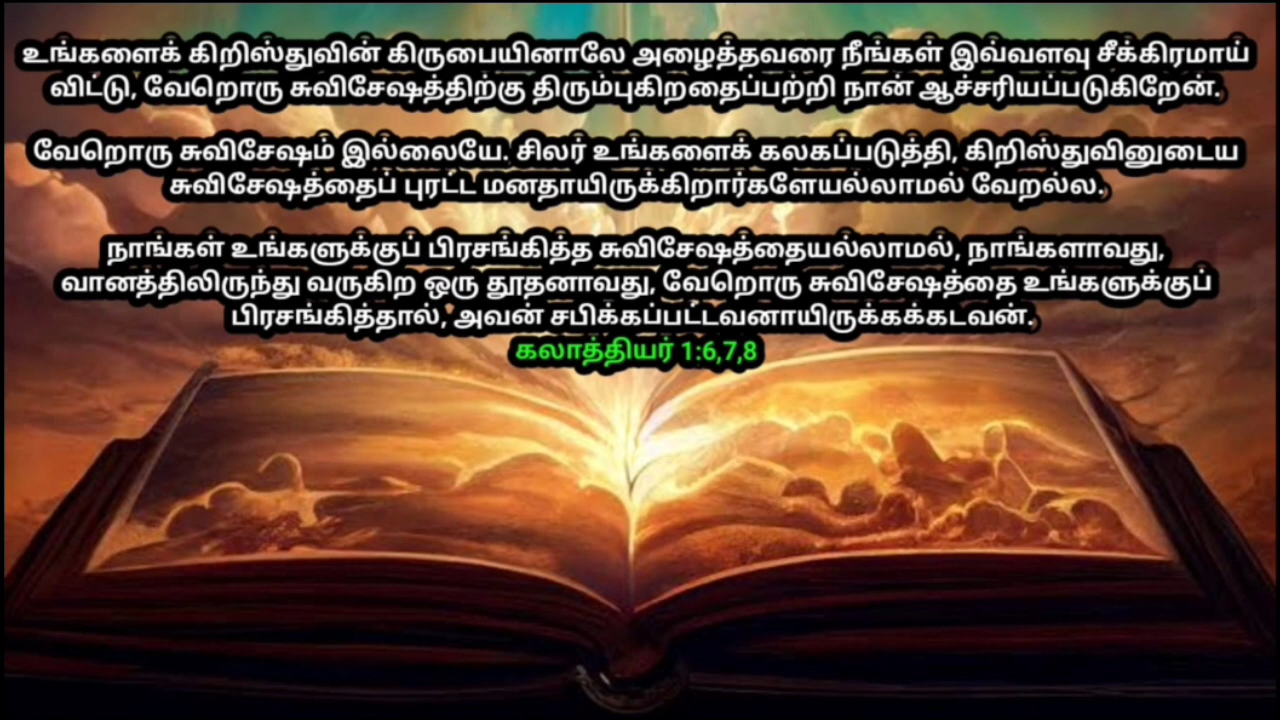 உங்களைக் கிறிஸ்துவின் கிருபையினாலே அழைத்தவரை நீங்கள் இவ்வளவு சீக்கிரமாய்
விட்டு, வேறொரு சுவிசேஷத்திற்கு திரும்புகிறதைப்பற்றி நான் ஆச்சரியப்படுகிறேன்.
வேறொரு சுவிசேஷம் இல்லையே. சிலர் உங்களைக் கலகப்படுத்தி, கிறிஸ்துவினுடைய
சுவிசேஷத்தைப் புரட்ட மனதாயிருக்கிறார்களேயல்லாமல் வேறல்ல.
நாங்கள் உங்களுக்குப் பிரசங்கித்த சுவிசேஷத்தையல்லாமல், நாங்களாவது,
வானத்திலிருந்து வருகிற ஒரு தூதனாவது, வேறொரு சுவிசேஷத்தை உங்களுக்குப்
பிரசங்கித்தால், அவன் சபிக்கப்பட்டவனாயிருக்கக்கடவன்.
கலாத்தியர் 1:6,7,8